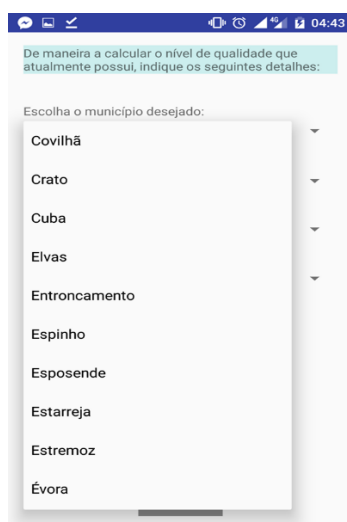 04:43
De maneira a calcular o nível de qualidade que
atualmente possui, indique os seguintes detalhes:
Escolha o município desejado:
Covilhã
Crato
Cuba
Elvas
Entroncamento
Espinho
Esposende
Estarreja
Estremoz
Évora